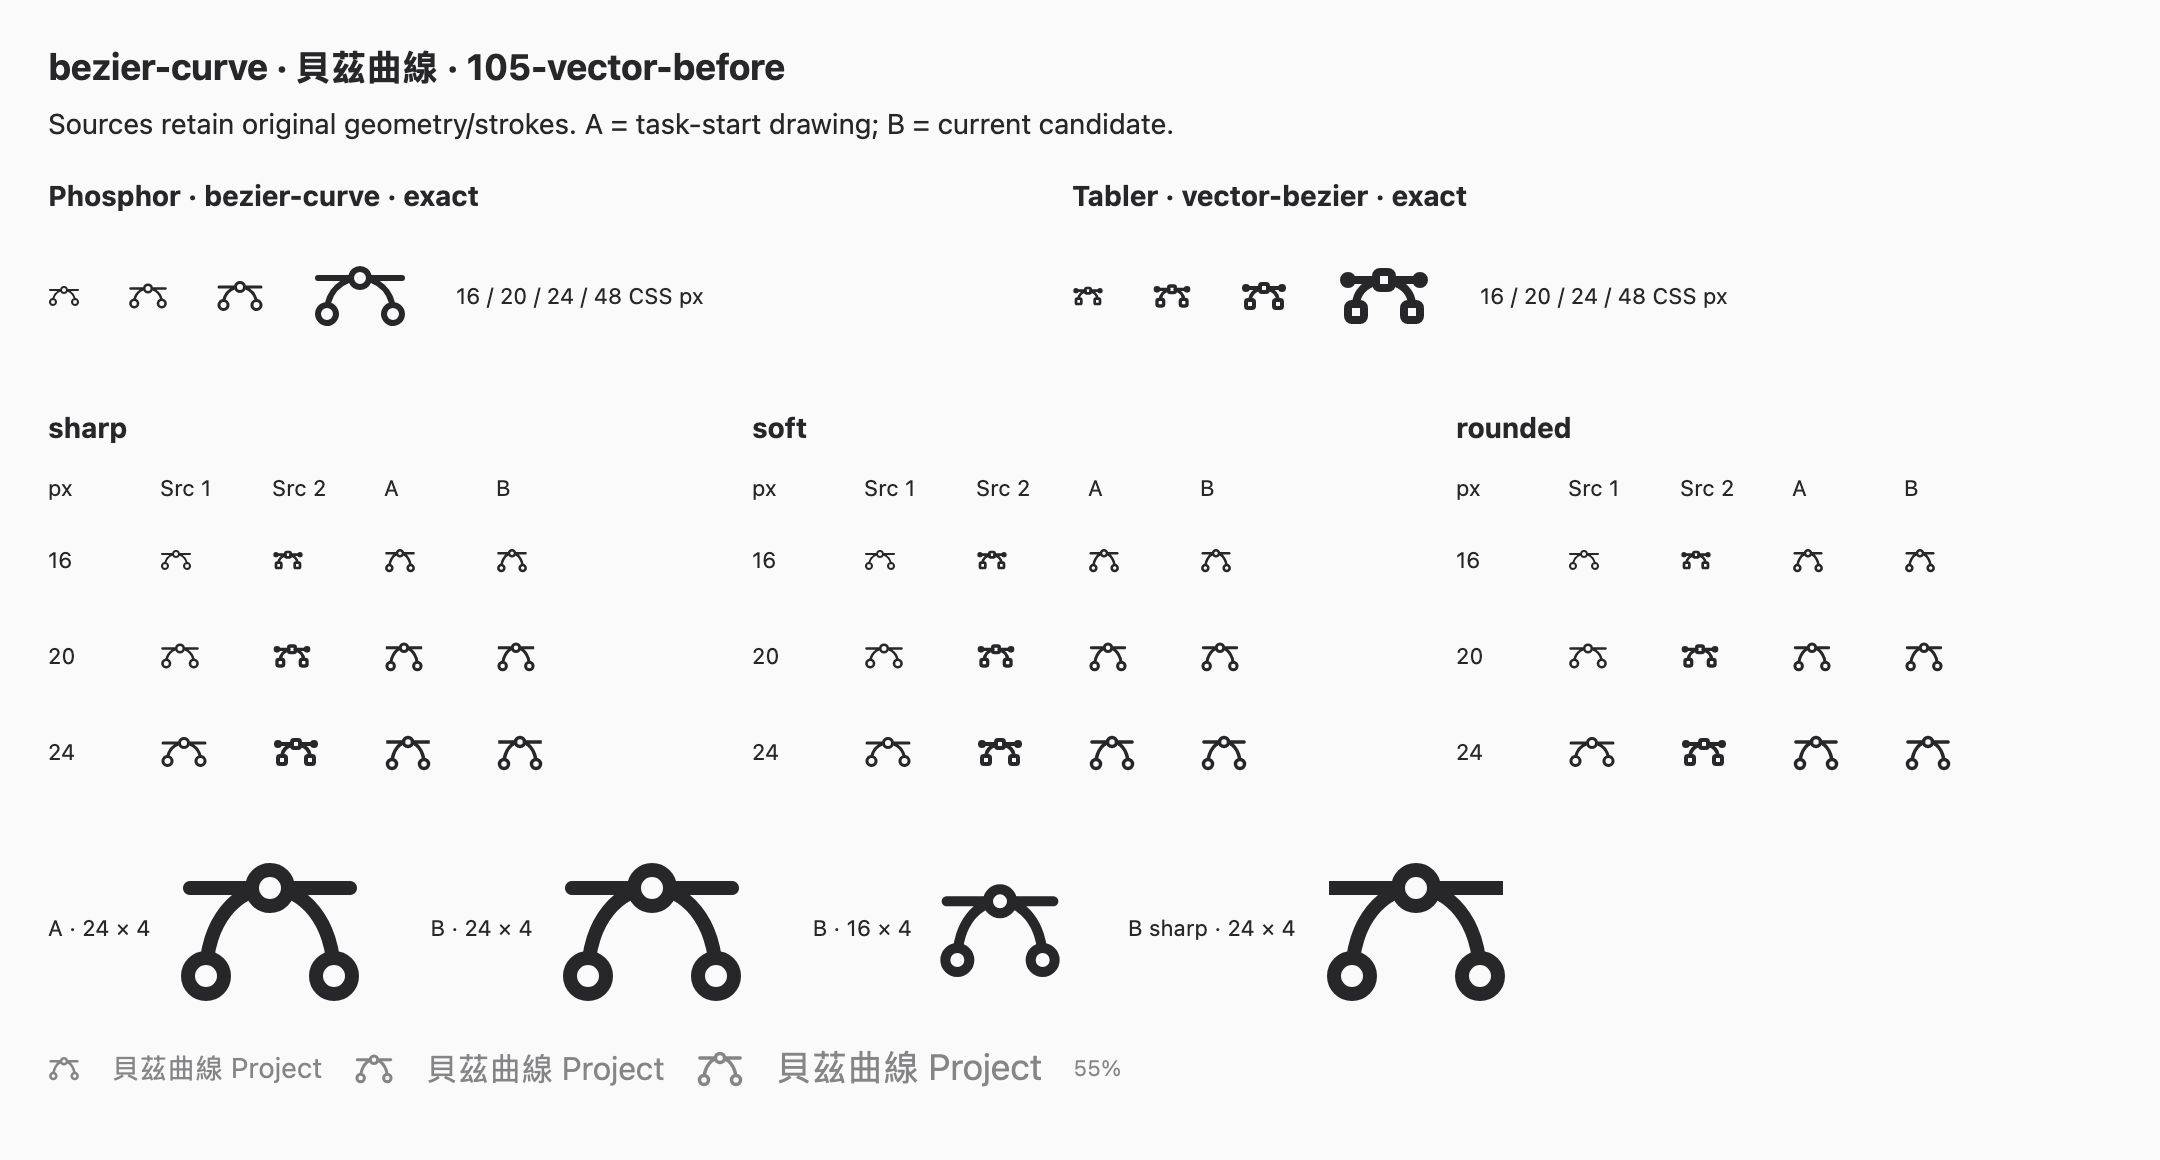 bezier-curve · 貝茲曲線 · 105-vector-before
Sources retain original geometry/strokes. A = task-start drawing; B = current candidate.
Phosphor · bezier-curve · exact
Tabler · vector-bezier · exact
16 / 20 / 24 / 48 CSS px
16 / 20 / 24 / 48 CSS px
sharp
soft
rounded
px Src 1 Src 2 A B
px Src 1 Src 2 A B
px Src 1 Src 2 A B
16
16
16
20
20
20
24
24
24
A · 24 × 4
B · 24 × 4
B · 16 × 4
B sharp · 24 × 4
貝茲曲線 Project
貝茲曲線 Project
貝茲曲線 Project
55%